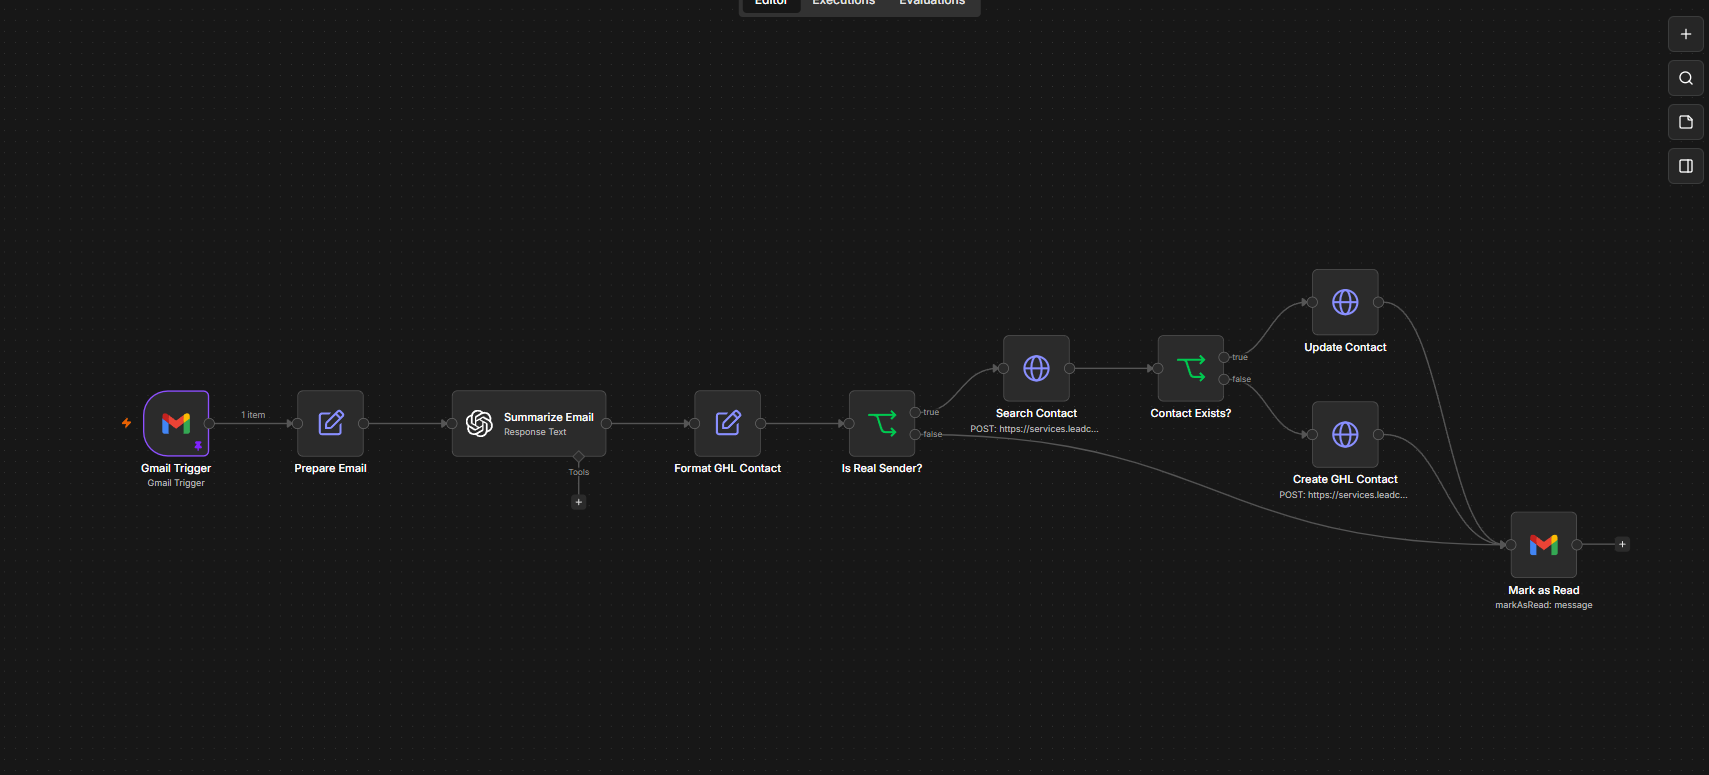 Editor Executions Evaluations
1 item
Gmail Trigger
Gmail Trigger
Prepare Email
Summarize Email
Response Text
Tools
Format GHL Contact
Is Real Sender?
true
false
Search Contact
POST: https://services.leadc...
Contact Exists?
true
false
Update Contact
Create GHL Contact
POST: https://services.leadc...
Mark as Read
markAsRead: message